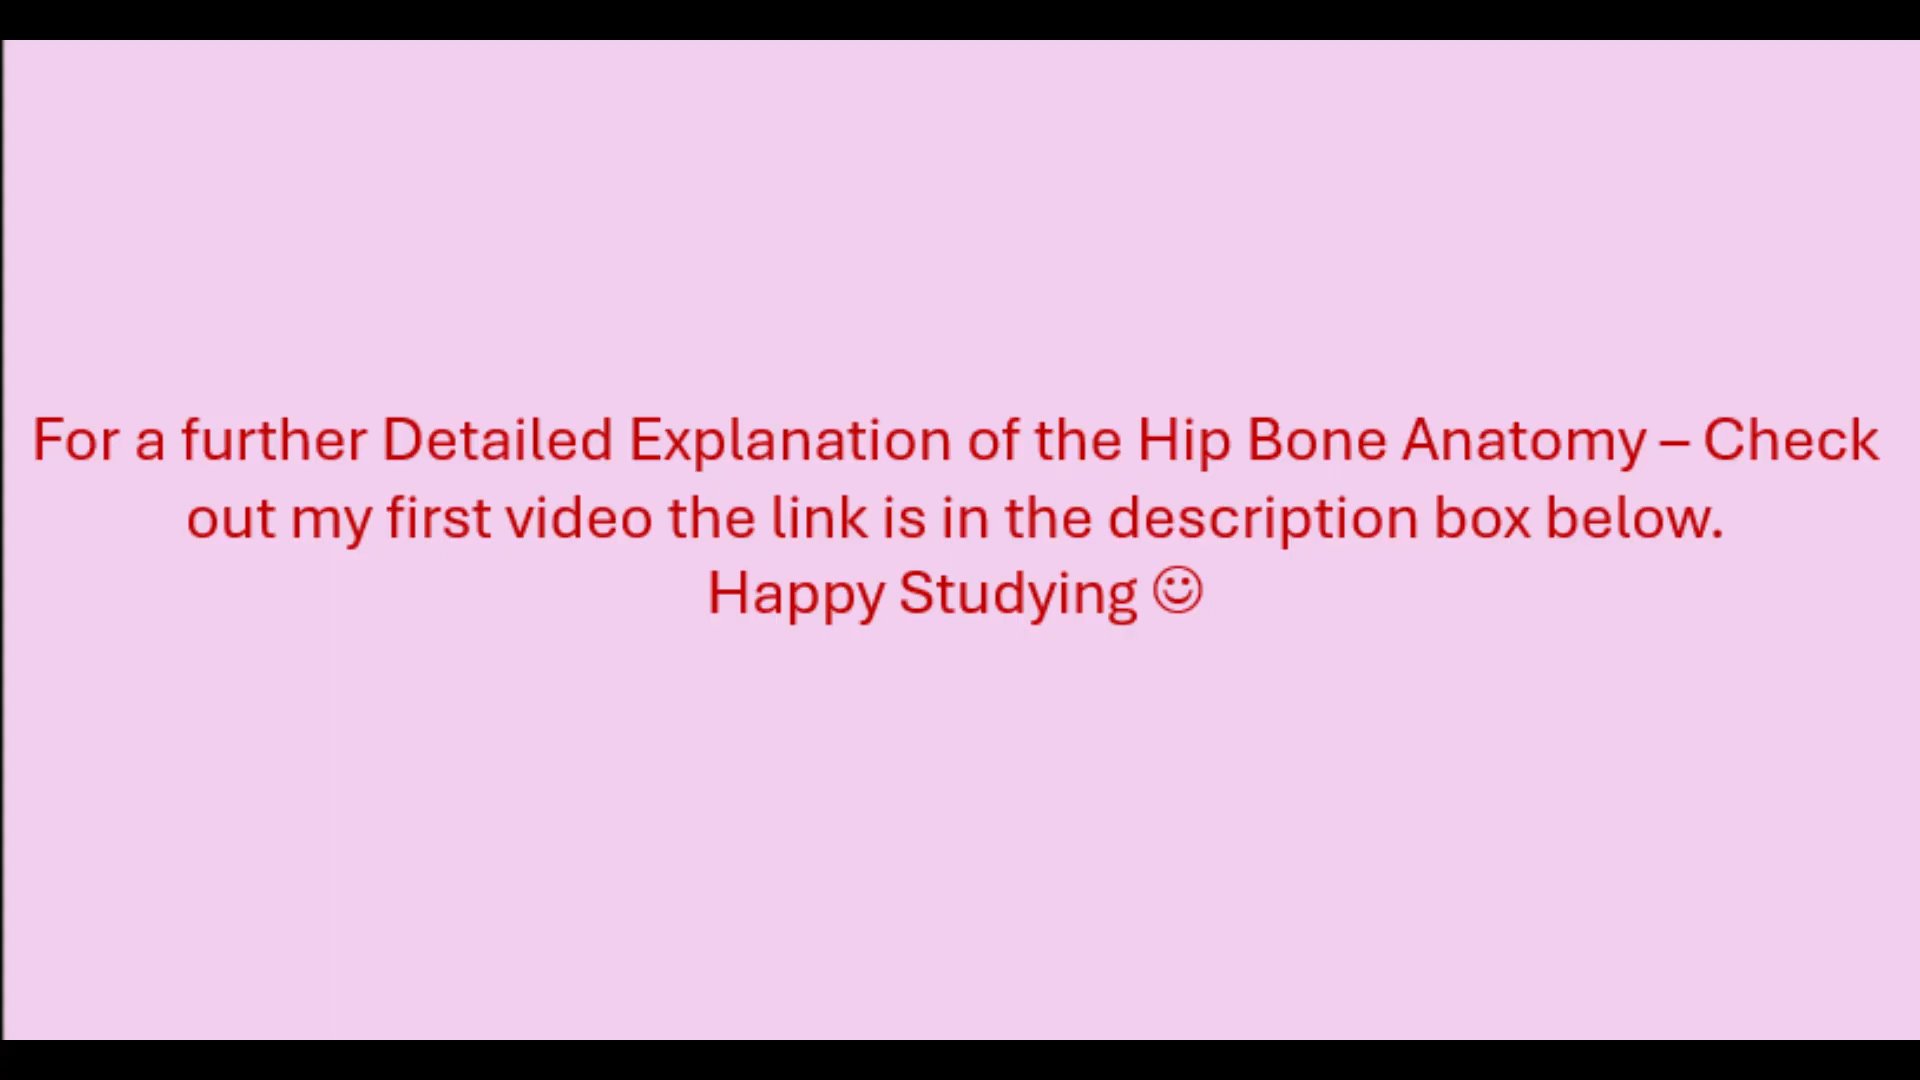 For a further Detailed Explanation of the Hip Bone Anatomy – Check
out my first video the link is in the description box below.
Happy Studying ☺